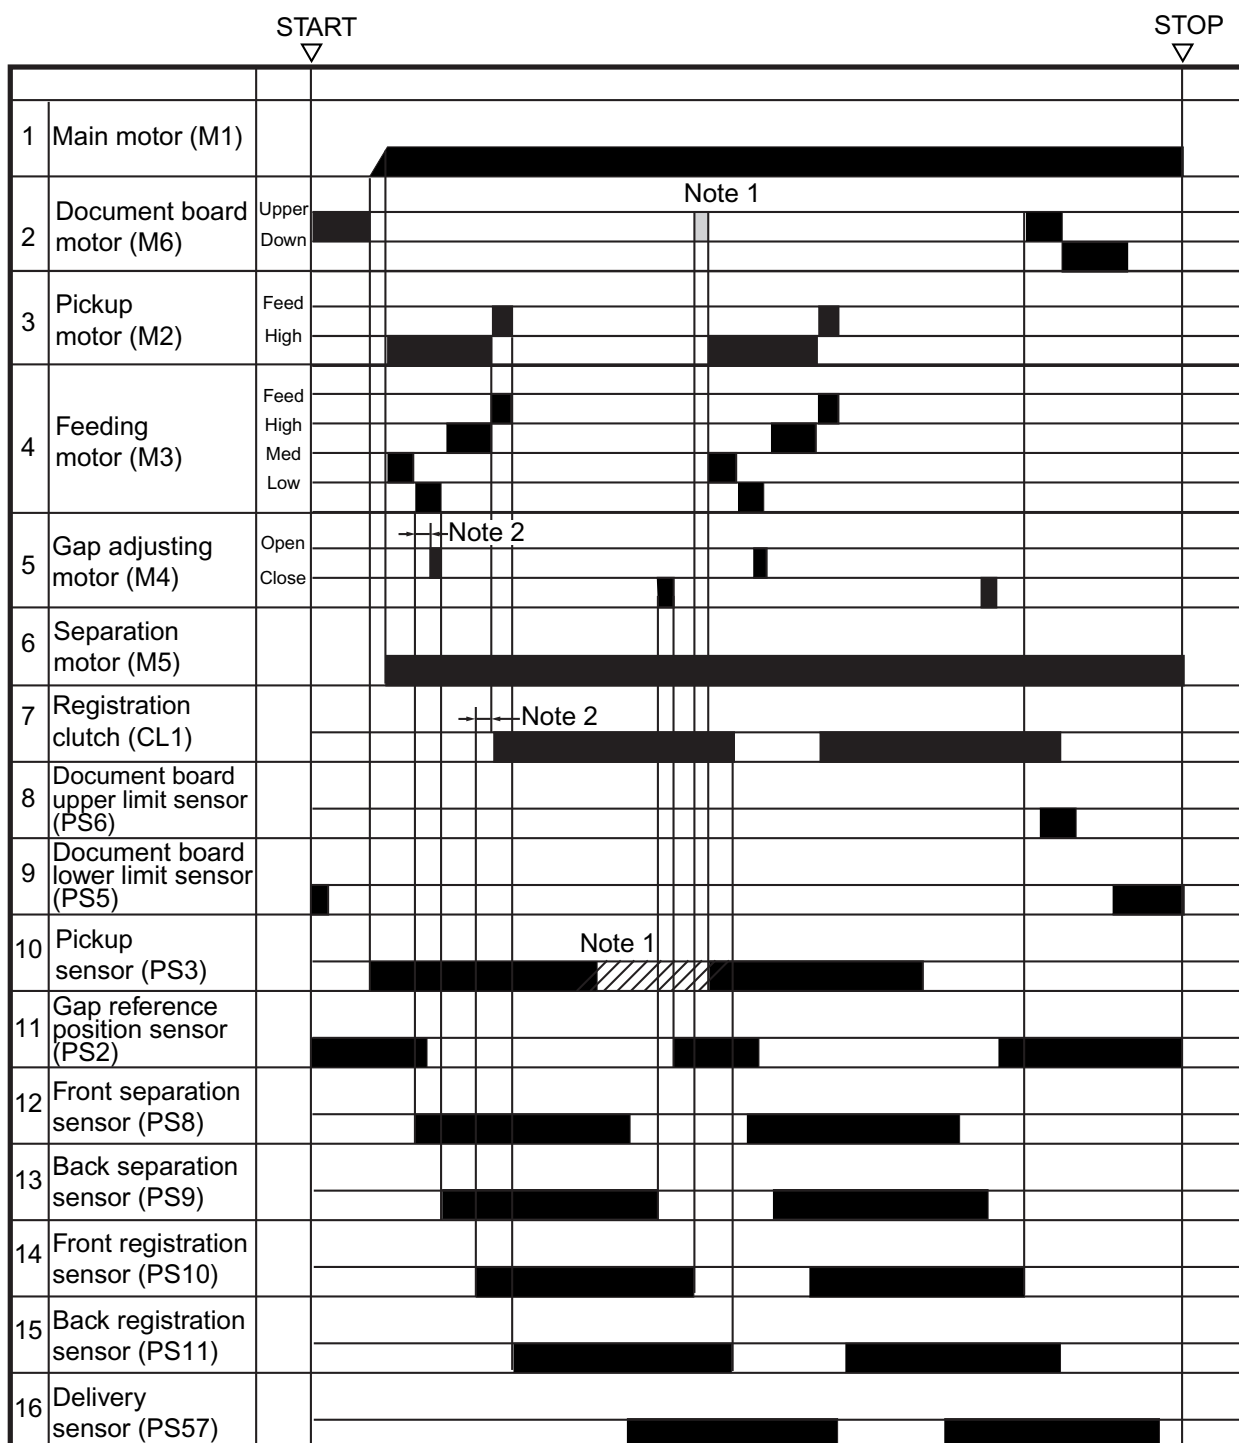 START
STOP
1
Main motor (M1)
2
Document board
motor (M6)
Upper
Down
Note 1
3
Pickup
motor (M2)
Feed
High
4
Feeding
motor (M3)
Feed
High
Med
Low
5
Gap adjusting
motor (M4)
Open
Close
Note 2
6
Separation
motor (M5)
7
Registration
clutch (CL1)
Note 2
8
Document board
upper limit sensor
(PS6)
9
Document board
lower limit sensor
(PS5)
10
Pickup
sensor (PS3)
Note 1
11
Gap reference
position sensor
(PS2)
12
Front separation
sensor (PS8)
13
Back separation
sensor (PS9)
14
Front registration
sensor (PS10)
15
Back registration
sensor (PS11)
16
Delivery
sensor (PS57)